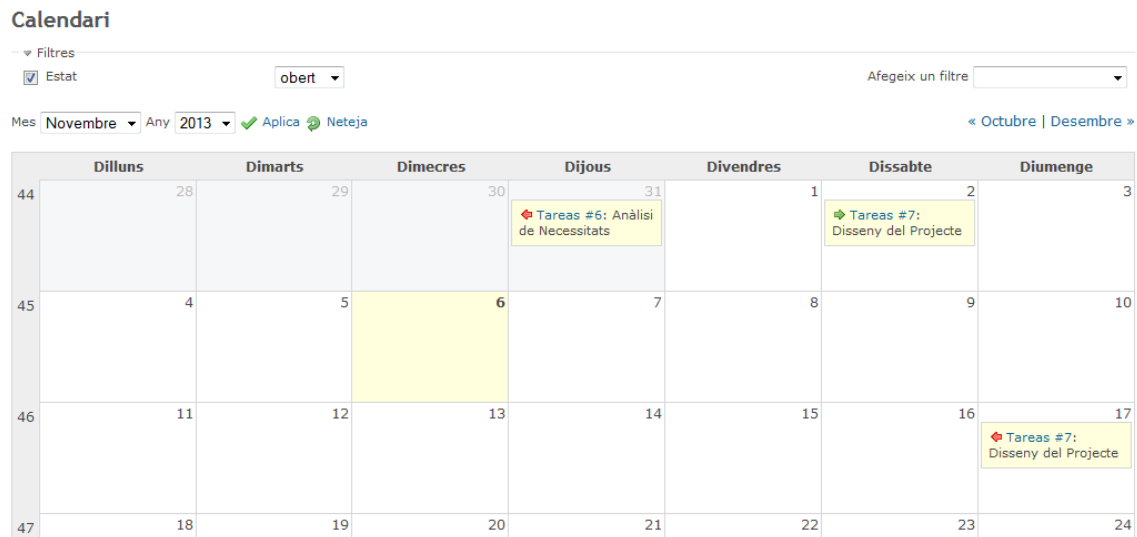 Calendari
Filtres
Estat obert Afegeix un filtre
Mes Novembre Any 2013 Aplica Neteja « Octubre | Desembre »
Dilluns Dimarts Dimecres Dijous Divendres Dissabte Diumenge
44 28 29 30 31 1 2 3
Tareas #6: Anàlisi de Necessitats
Tareas #7: Disseny del Projecte
45 4 5 6 7 8 9 10
46 11 12 13 14 15 16 17
Tareas #7: Disseny del Projecte
47 18 19 20 21 22 23 24